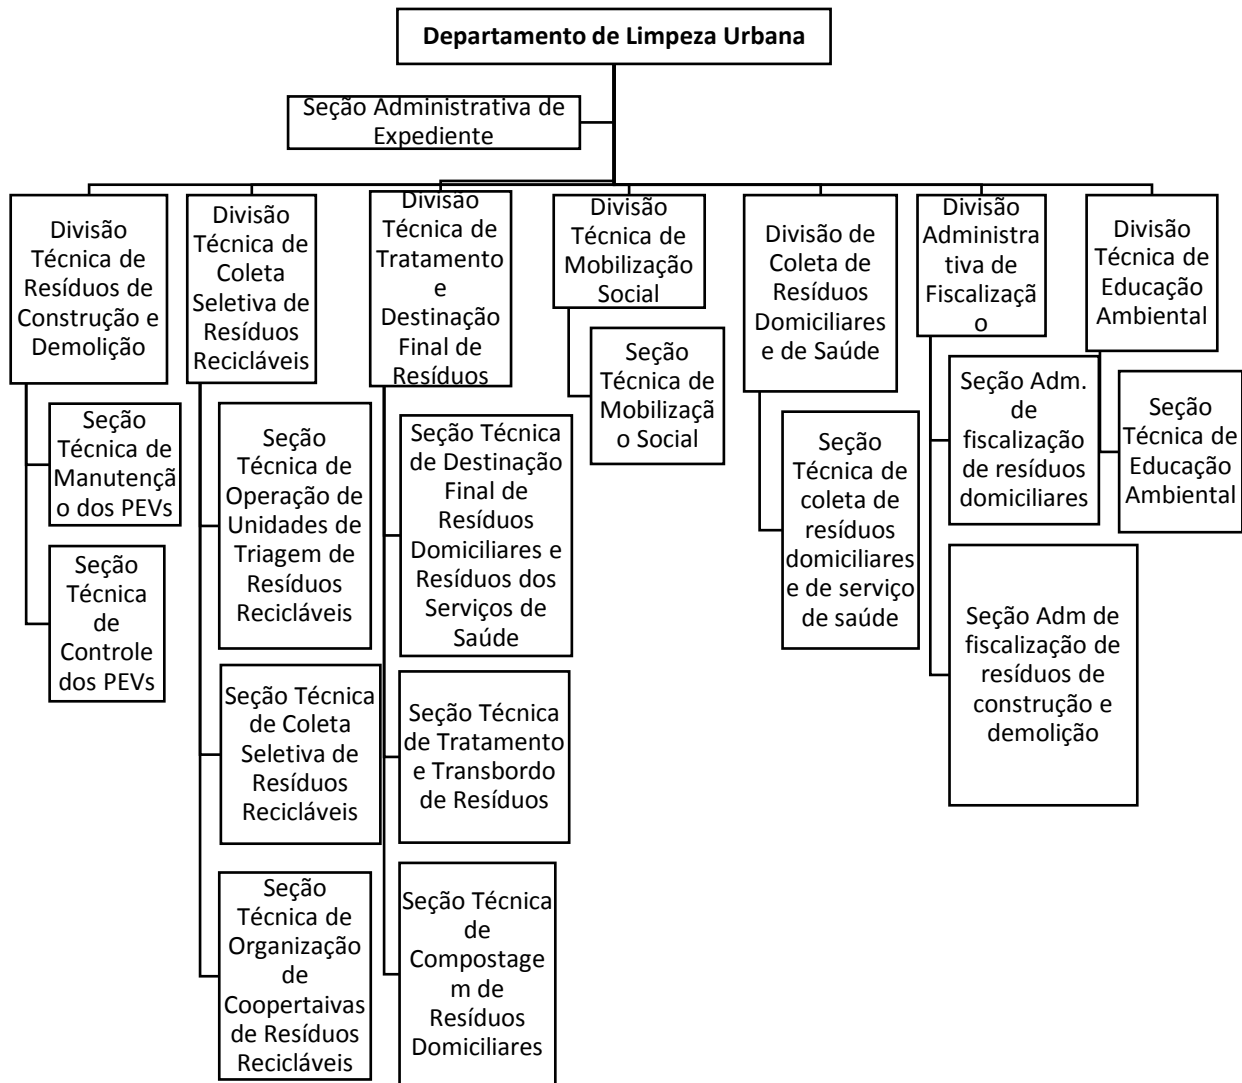 Departamento de Limpeza Urbana
Seção Administrativa de
Expediente
Divisão
Técnica de
Resíduos de
Construção e
Demolição
Seção
Técnica de
Manutençã
o dos PEVs
Seção
Técnica
de
Controle
dos PEVs
Divisão
Técnica de
Coleta
Seletiva de
Resíduos
Recicláveis
Seção
Técnica de
Operação de
Unidades de
Triagem de
Resíduos
Recicláveis
Seção Técnica
de Coleta
Seletiva de
Resíduos
Recicláveis
Seção
Técnica de
Organização
de
Coopertaivas
de Resíduos
Recicláveis
Divisão
Técnica de
Tratamento
e
Destinação
Final de
Resíduos
Seção Técnica
de Destinação
Final de
Resíduos
Domiciliares e
Resíduos dos
Serviços de
Saúde
Seção Técnica
de Tratamento
e Transbordo
de Resíduos
Seção Técnica
de
Compostage
m de
Resíduos
Domiciliares
Divisão
Técnica de
Mobilização
Social
Seção
Técnica de
Mobilizaçã
o Social
Divisão de
Coleta de
Resíduos
Domiciliares
e de Saúde
Seção
Técnica de
coleta de
resíduos
domiciliares
e de serviço
de saúde
Divisão
Administra
tiva de
Fiscalizaçã
o
Seção Adm.
de
fiscalização
de resíduos
domiciliares
Seção Adm de
fiscalização de
resíduos de
construção e
demolição
Divisão
Técnica de
Educação
Ambiental
Seção
Técnica de
Educação
Ambiental